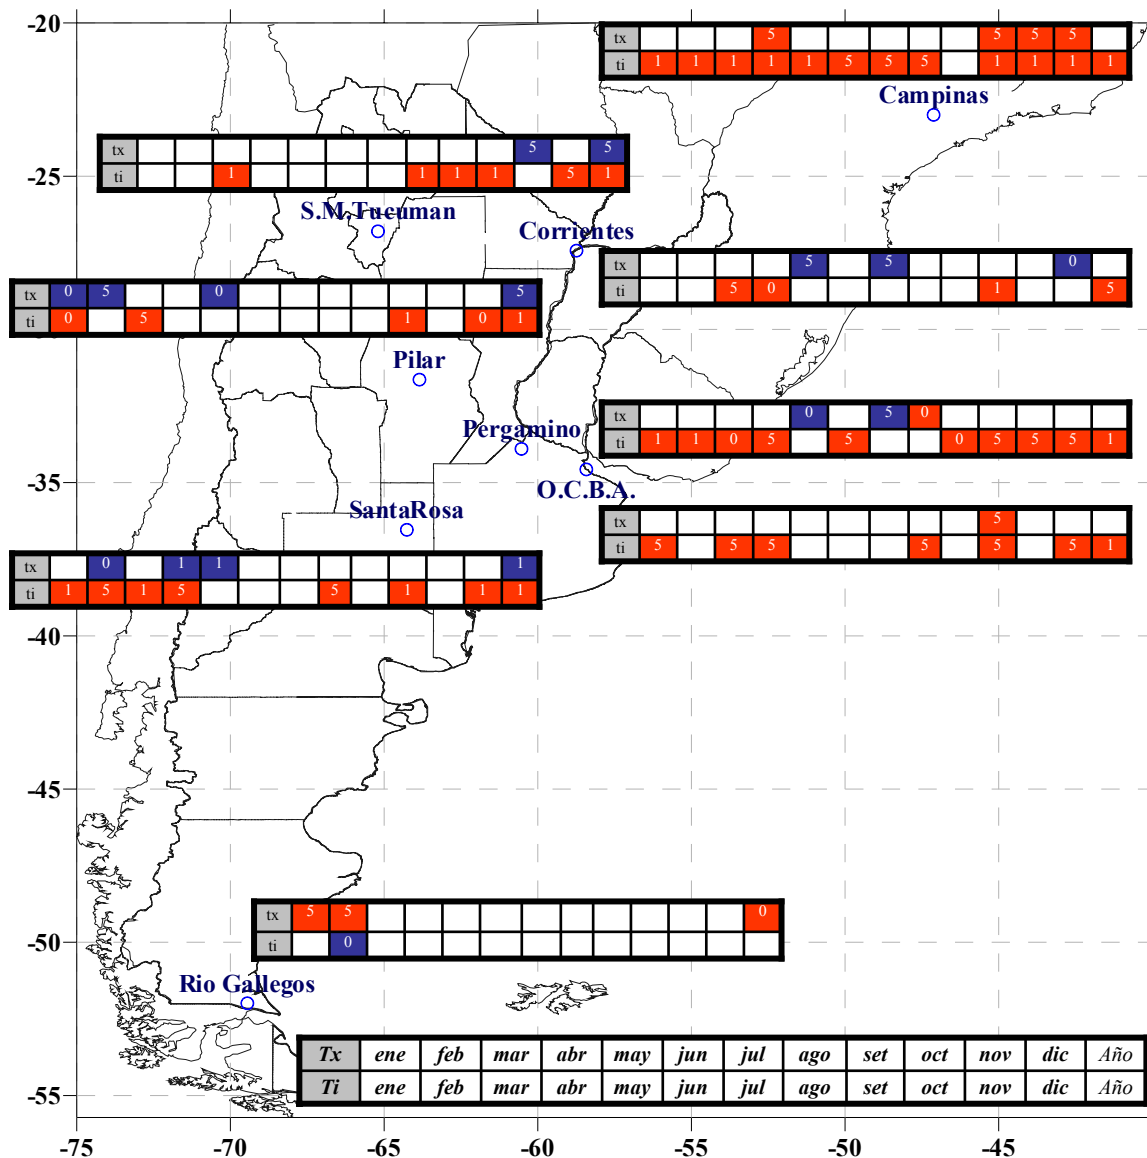 -20
tx 5 5 5 5
ti 1 1 1 1 1 5 5 5 1 1 1 1
Campinas
tx 5 5
ti 1 1 1 1 5 1
-25
S.M.Tucuman
Corrientes
tx 5 5 0
ti 5 0 1 5
tx 0 5 0 5
ti 0 5 1 0 1
Pilar
tx 0 5 0
ti 1 1 0 5 5 0 5 5 5 1
Pergamino
-35
O.C.B.A.
SantaRosa
tx 5
ti 5 5 5 5 5 5 1
tx 0 1 1 1
ti 1 5 1 5 5 1 1 1
-40
-45
tx 5 5 0
ti 0
-50
Rio Gallegos
Tx ene feb mar abr may jun jul ago set oct nov dic Año
Ti ene feb mar abr may jun jul ago set oct nov dic Año
-55
-75 -70 -65 -60 -55 -50 -45